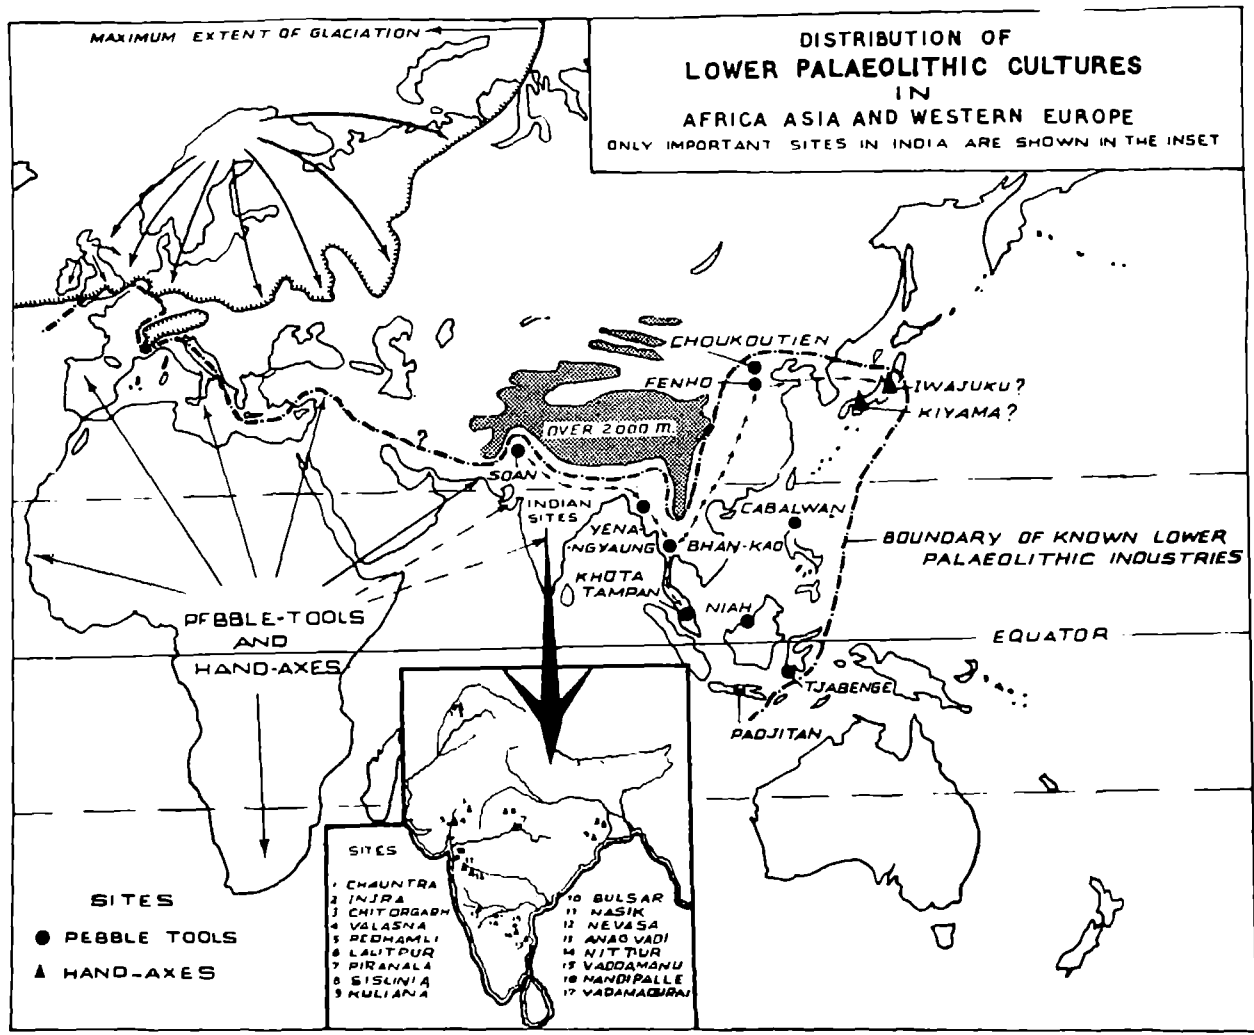 MAXIMUM EXTENT OF GLACIATION
DISTRIBUTION OF
LOWER PALAEOLITHIC CULTURES
IN
AFRICA ASIA AND WESTERN EUROPE
ONLY IMPORTANT SITES IN INDIA ARE SHOWN IN THE INSET
CHOUKOUTIEN
FENHO
IWAJUKU?
KIYAMA?
OVER 2000 M.
?
SOAN
INDIAN
SITES
YENA-
-NGYAUNG
BHAN-KAO
CABALWAN
BOUNDARY OF KNOWN LOWER
PALAEOLITHIC INDUSTRIES
KHOTA
TAMPAN
NIAH
PEBBLE-TOOLS
AND
HAND-AXES
EQUATOR
TJABENGE
PADJITAN
SITES
1 CHAUNTRA
2 INJRA
3 CHITORGARH
4 VALASNA
5 PEDHAMLI
6 LALITPUR
7 PIRANALA
8 SISLINIA
9 KULIANA
10 BULSAR
11 NASIK
12 NEVASA
13 ANAGVADI
14 NITTUR
15 VADDAMANU
16 NANDIPALLE
17 VADAMADURAI
SITES
PEBBLE TOOLS
HAND-AXES